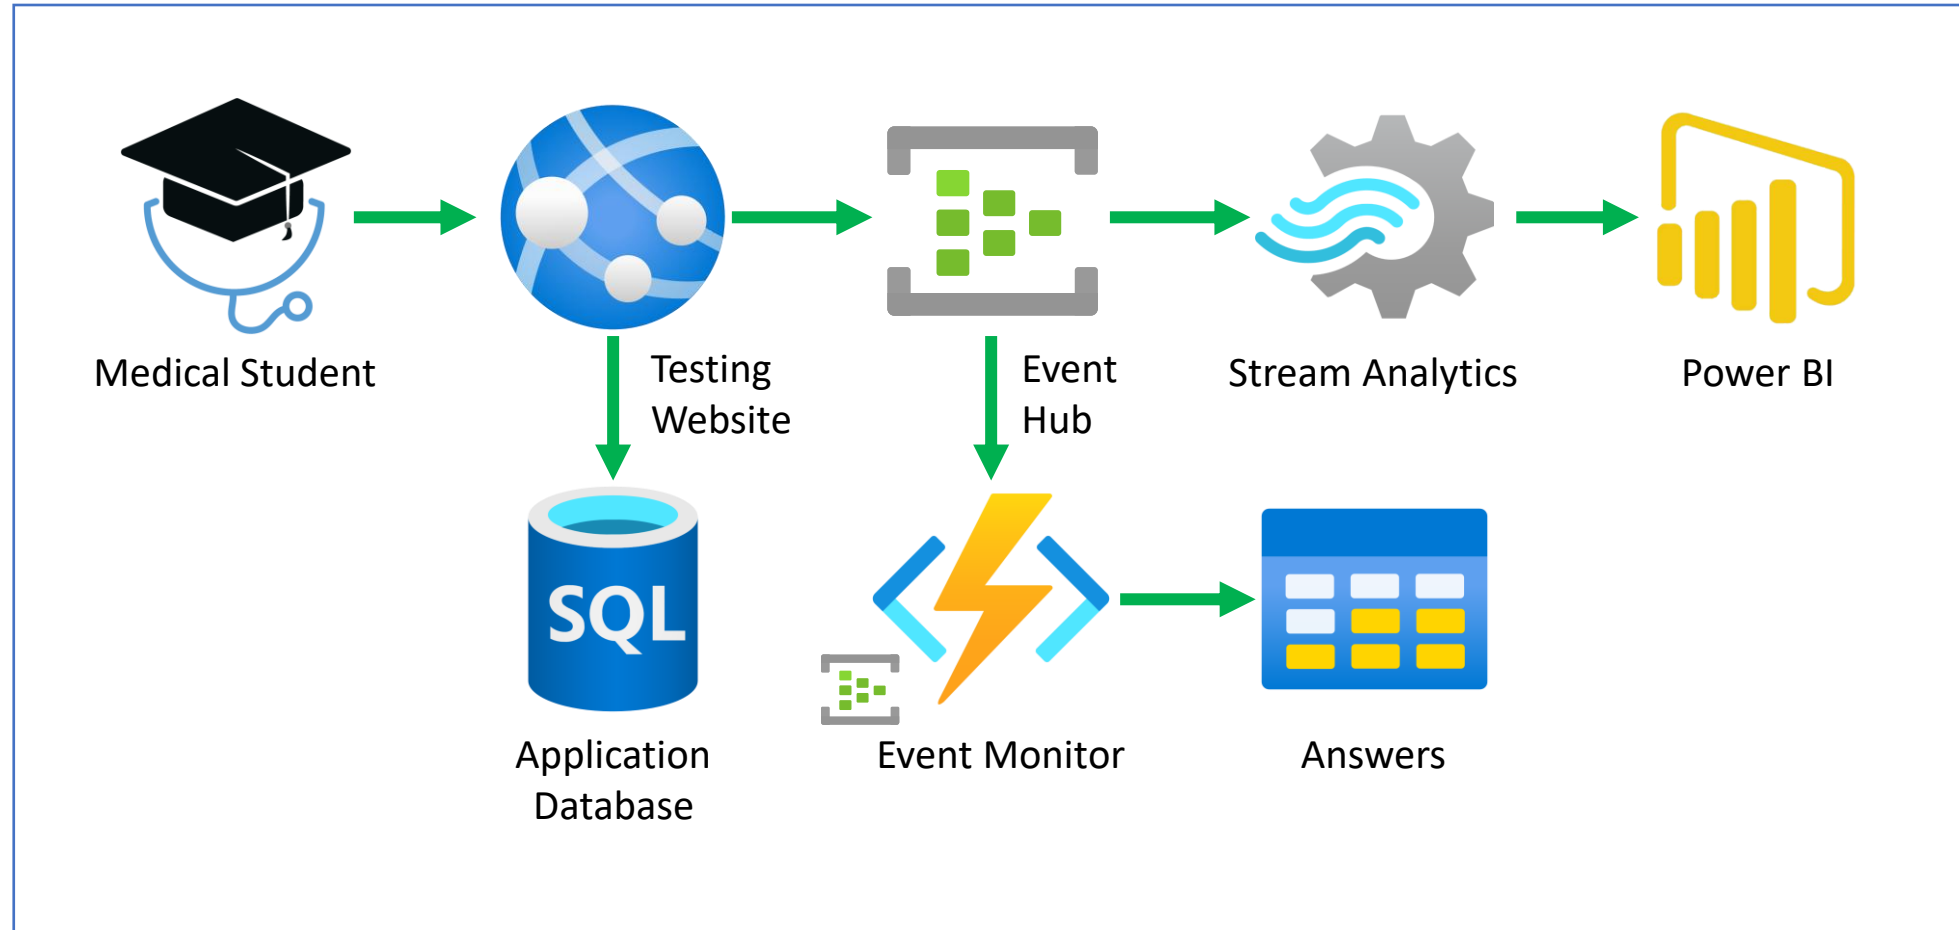 Medical Student
Testing
Website
Event
Hub
Stream Analytics
Power BI
SQL
Application
Database
Event Monitor
Answers